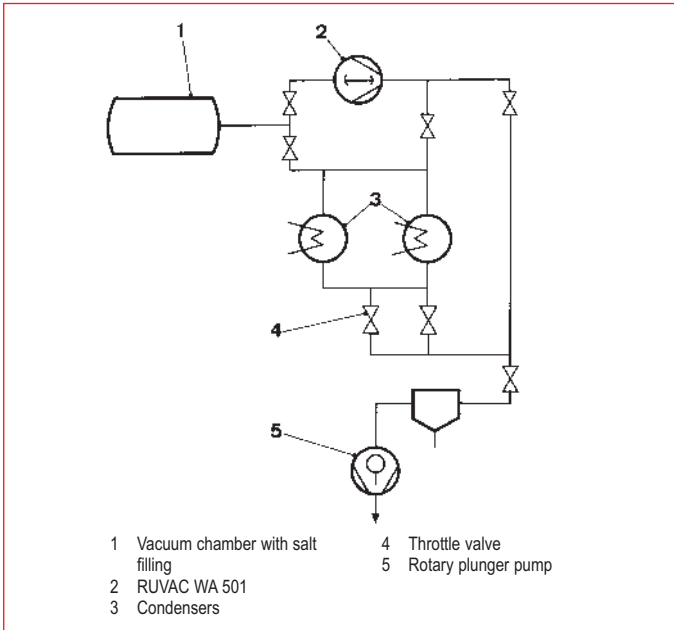 1
2
3
4
5
1 Vacuum chamber with salt
filling
2 RUVAC WA 501
3 Condensers
4 Throttle valve
5 Rotary plunger pump